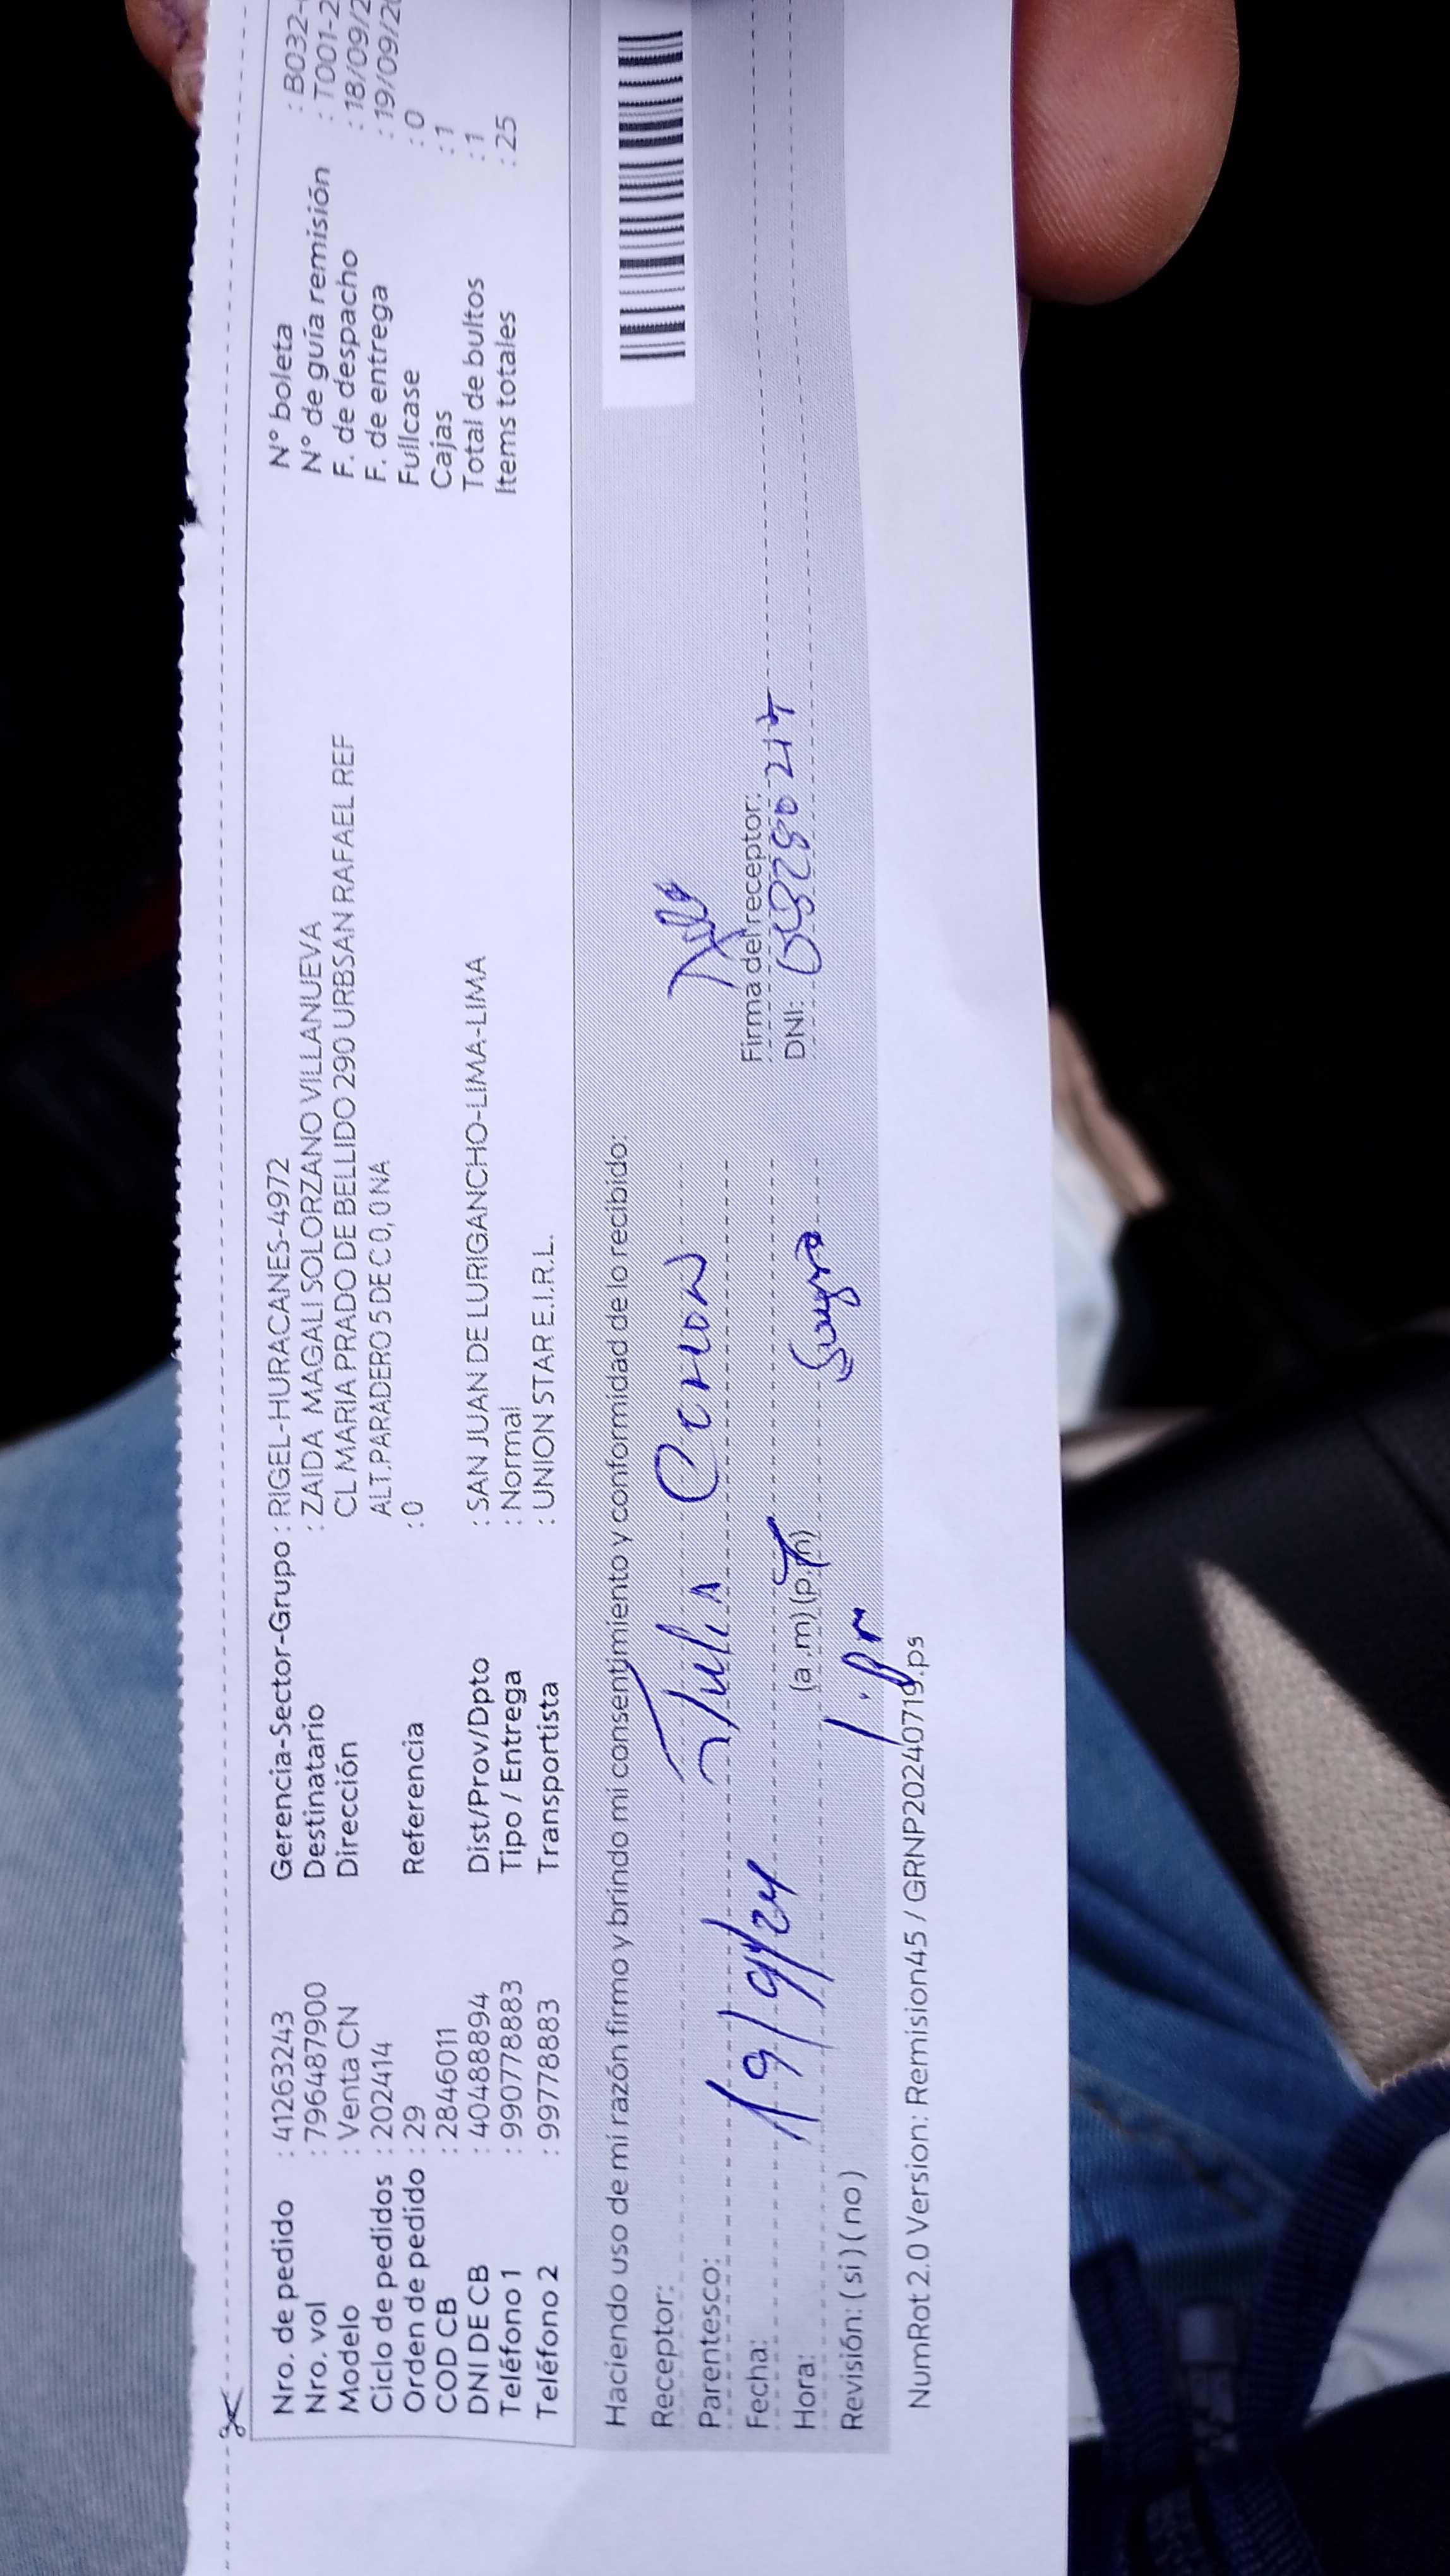 Nro. de pedido : 41263243 Gerencia-Sector-Grupo : RIGEL-HURACANES-4972 N° boleta : B032-
Nro. vol : 796487900 Destinatario : ZAIDA MAGALI SOLORZANO VILLANUEVA N° de guía remisión : T001-2
Modelo : Venta CN Dirección CL MARIA PRADO DE BELLIDO 290 URBSAN RAFAEL REF F. de despacho : 18/09/2
Ciclo de pedidos : 202414 ALT.PARADERO 5 DE C 0, 0 NA F. de entrega : 19/09/20
Orden de pedido : 29 Referencia : 0 Fullcase : 0
COD CB : 2846011 Cajas : 1
DNI DE CB : 40488894 Dist/Prov/Dpto : SAN JUAN DE LURIGANCHO-LIMA-LIMA Total de bultos : 1
Teléfono 1 : 990778883 Tipo / Entrega : Normal Items totales : 25
Teléfono 2 : 99778883 Transportista : UNION STAR E.I.R.L.
Haciendo uso de mi razón firmo y brindo mi consentimiento y conformidad de lo recibido:
Receptor: Julia
Parentesco:
Fecha: 19/9/24 Firma del receptor:
Hora: (a .m) (p.m) Suegra DNI:
Revisión: ( si ) ( no )
NumRot 2.0 Version: Remision45 / GRNP20240719.ps